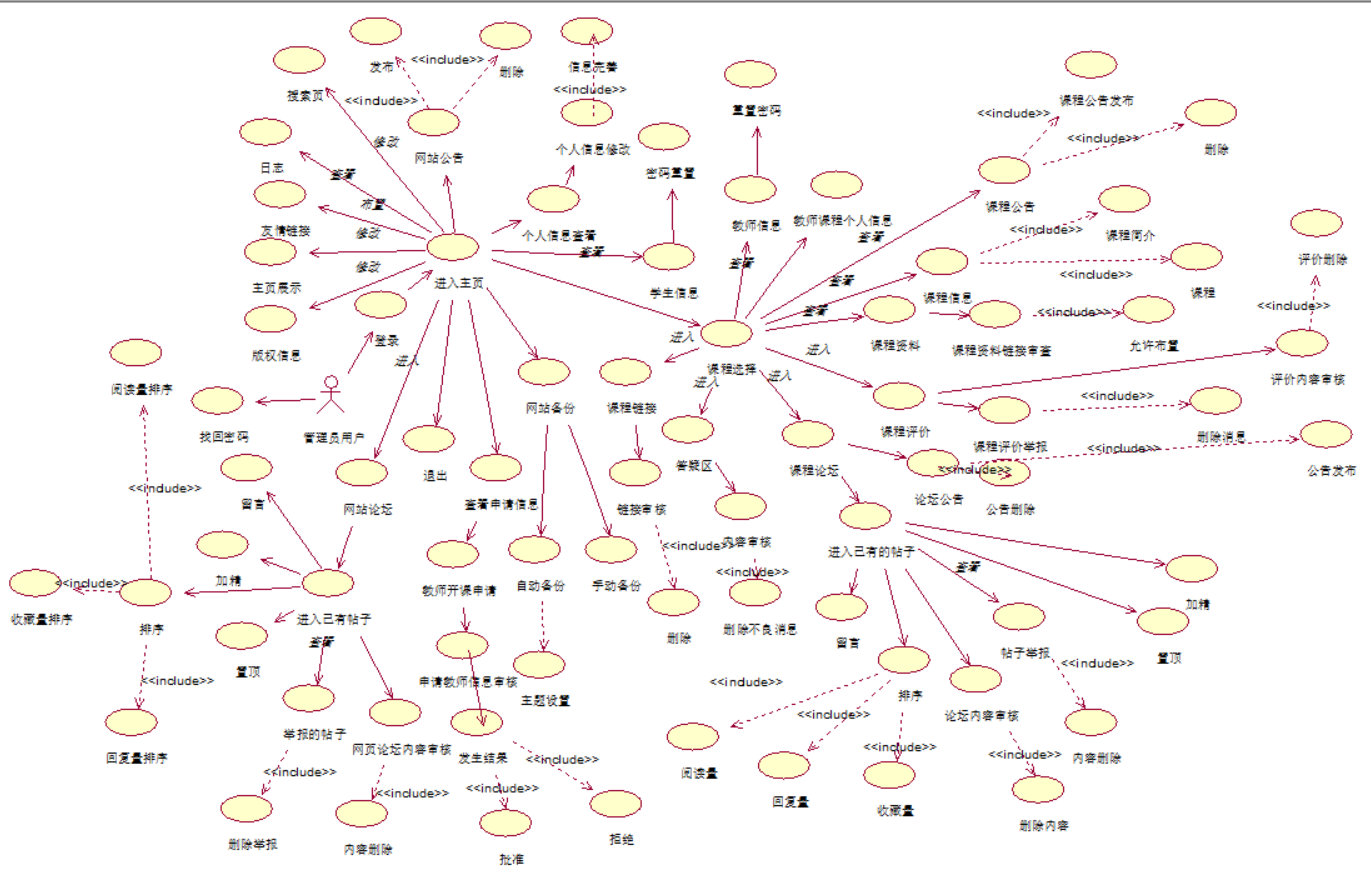 发布
<<include>>
删除
信息完善
搜索页
<<include>>
<<include>>
重置密码
课程公告发布
<<include>>
修改
网站公告
个人信息修改
<<include>>
删除
日志
查看
密码重置
布置
友情链接
修改
个人信息查看
查看
教师信息
教师课程个人信息
查看
课程公告
<<include>>
课程简介
主页展示
修改
进入主页
学生信息
查看
查看
课程信息
<<include>>
课程
评价删除
<<include>>
版权信息
登录
进入
查看
课程资料
课程资料链接审查
<<include>>
允许布置
阅读量排序
进入
课程选择
进入
进入
进入
评价内容审核
找回密码
管理员用户
网站备份
课程链接
课程评价
课程评价举报
<<include>>
删除消息
退出
答疑区
课程论坛
<<include>>
公告发布
<<include>>
留言
网站论坛
查看申请信息
链接审核
论坛公告
<<include>>
公告删除
内容审核
<<include>>
进入已有的帖子
加精
教师开课申请
自动备份
手动备份
<<include>>
查看
加精
<<include>>
收藏量排序
排序
进入已有帖子
查看
删除
删除不良消息
留言
帖子举报
置顶
置顶
<<include>>
申请教师信息审核
主题设置
<<include>>
<<include>>
排序
论坛内容审核
举报的帖子
网页论坛内容审核
发生结果
<<include>>
<<include>>
<<include>>
内容删除
回复量排序
<<include>>
<<include>>
<<include>>
阅读量
回复量
收藏量
删除内容
删除举报
内容删除
批准
拒绝